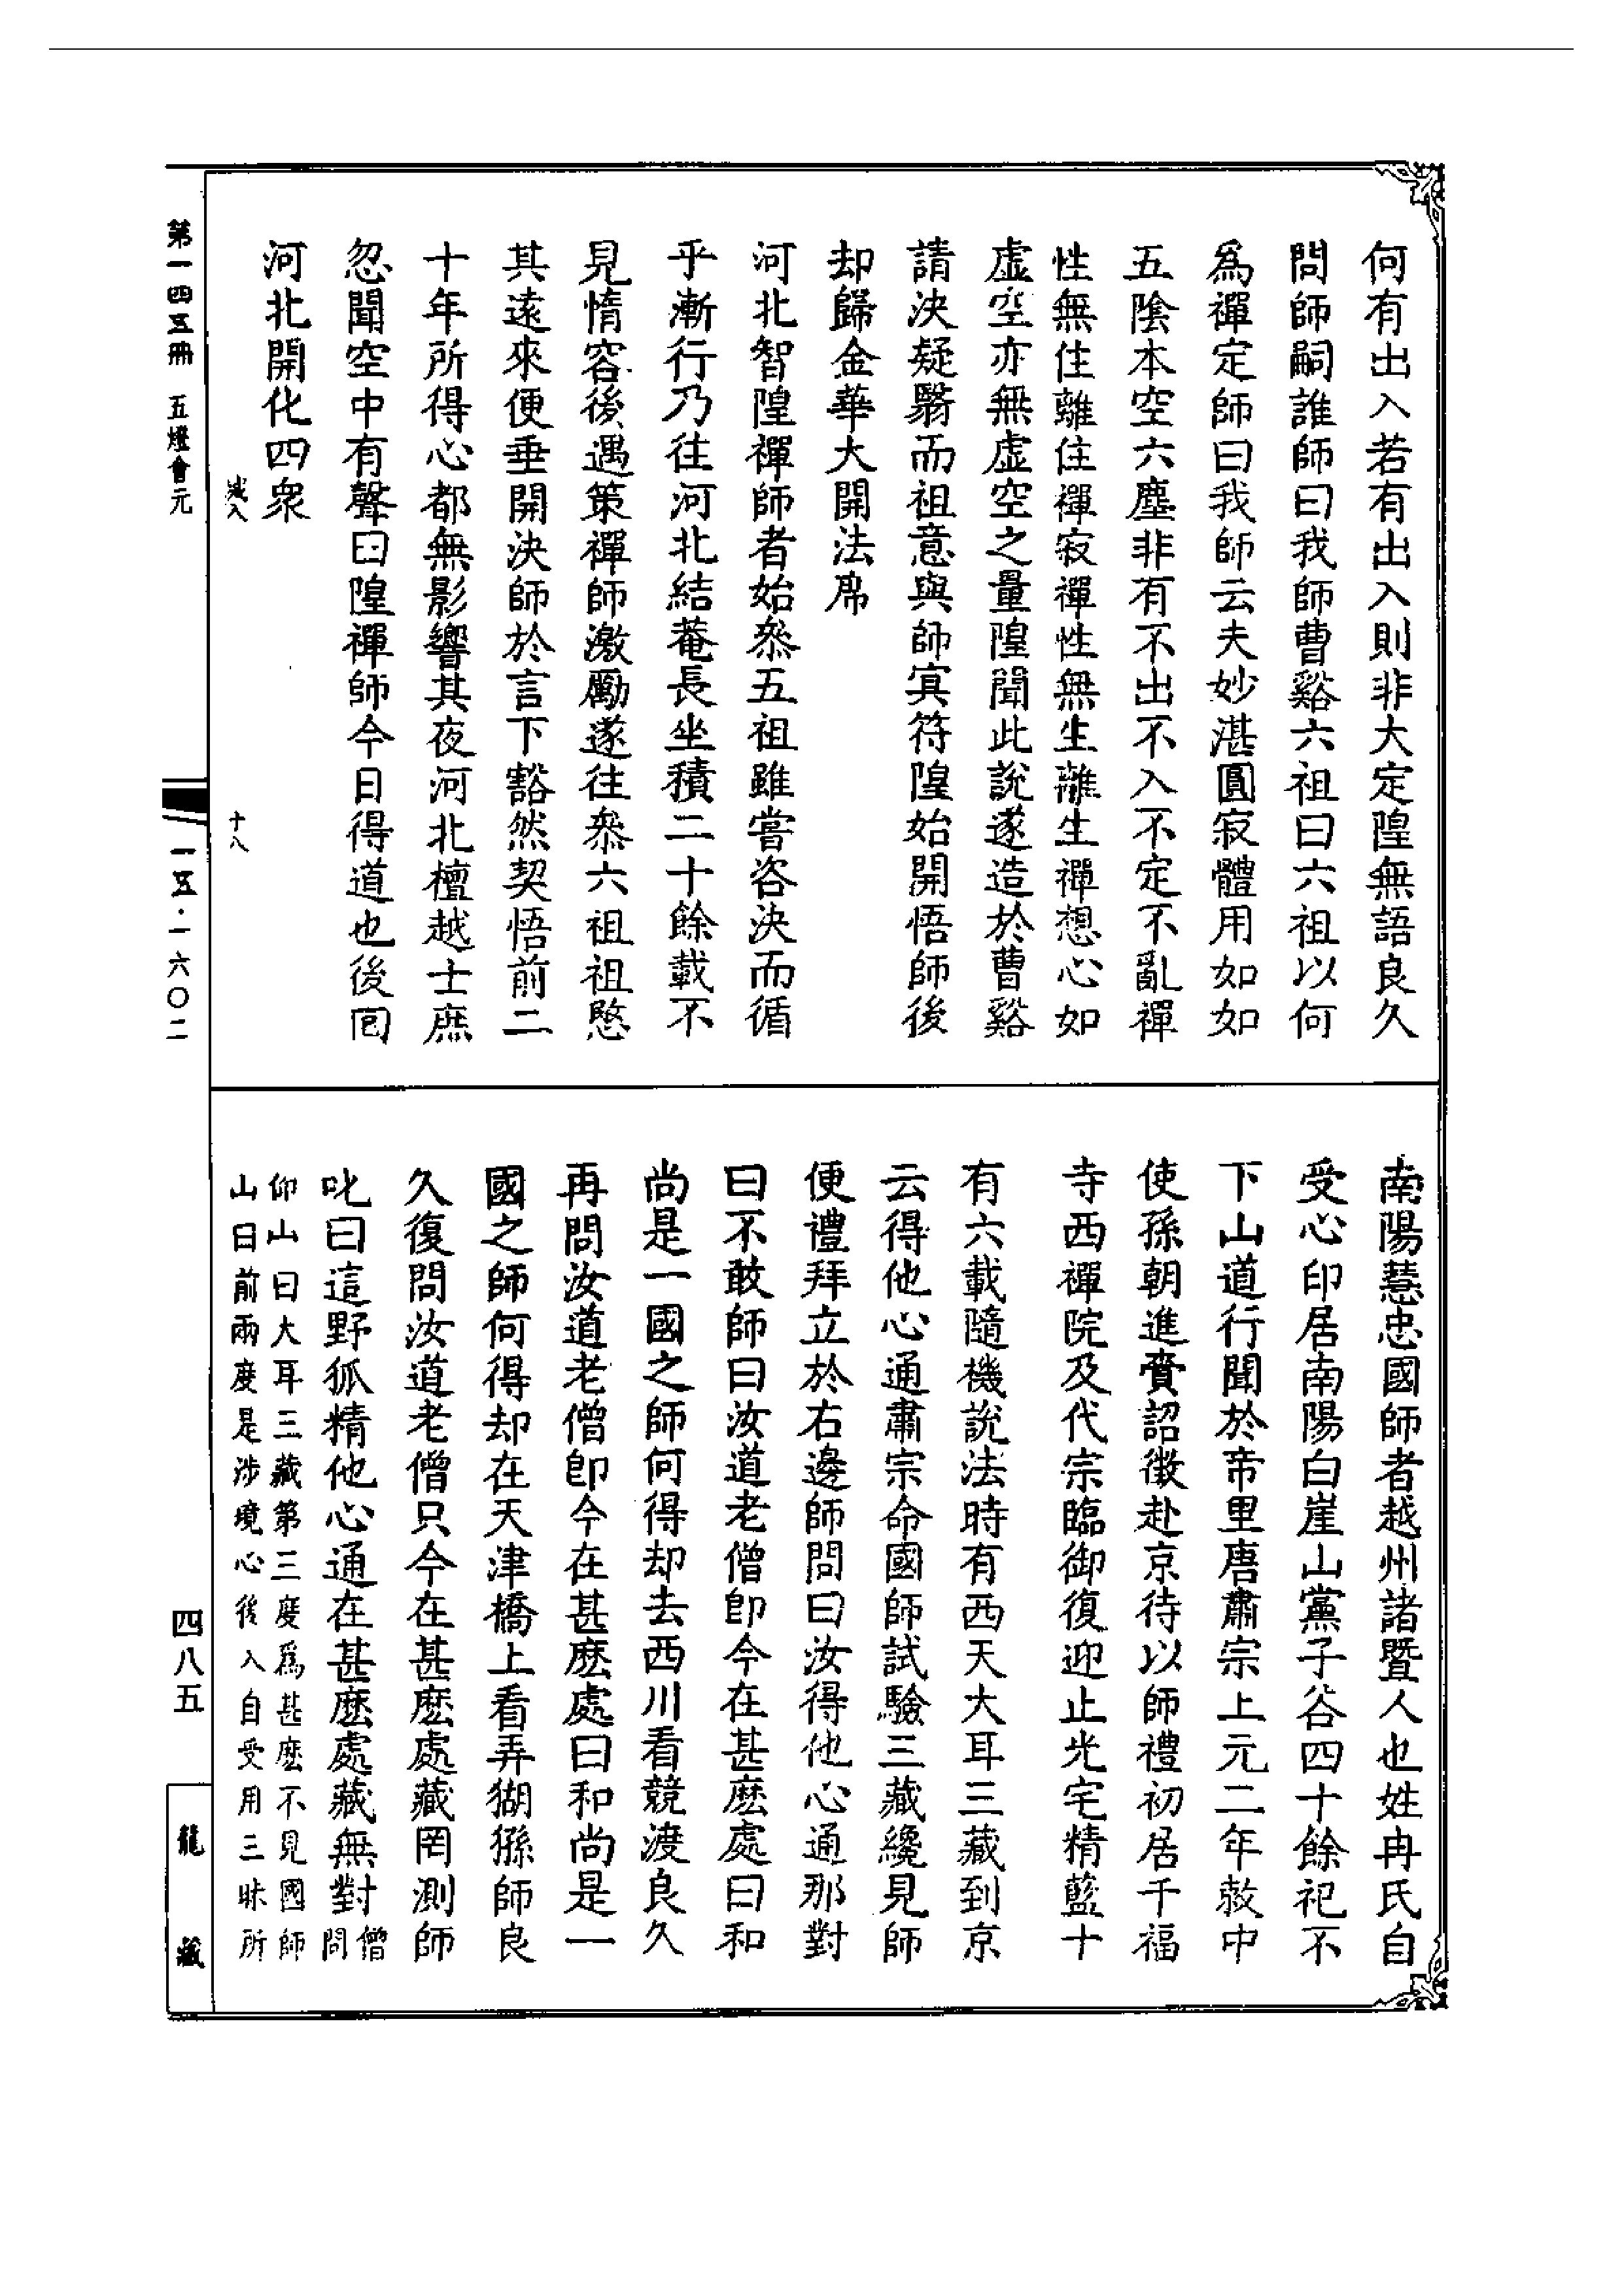 何有出入若有出入則非大定隍無語良久
問師嗣誰師曰我師曹谿六祖曰六祖以何
為禪定師曰我師云夫妙湛圓寂體用如如
五陰本空六塵非有不出不入不定不亂禪
性無住離住禪寂禪性無生離生禪想心如
虛空亦無虛空之量隍聞此說遂造於曹谿
請決疑翳而祖意與師冥符隍始開悟師後
却歸金華大開法席
河北智隍禪師者始叅五祖雖嘗咨決而循
乎漸行乃往河北結菴長坐積二十餘載不
見惰容後遇策禪師激勵遂往叅六祖祖愍
其遠來便垂開決師於言下豁然契悟前二
十年所得心都無影響其夜河北檀越士庶
忽聞空中有聲曰隍禪師今日得道也後回
河北開化四衆
十八
第一四五冊 五燈會元
一五·一六〇二
南陽慧忠國師者越州諸暨人也姓冉氏自
受心印居南陽白崖山黨子谷四十餘祀不
下山道行聞於帝里唐肅宗上元二年敕中
使孫朝進賫詔徵赴京待以師禮初居千福
寺西禪院及代宗臨御復迎止光宅精藍十
有六載隨機說法時有西天大耳三藏到京
云得他心通肅宗命國師試驗三藏纔見師
便禮拜立於右邊師問曰汝得他心通那對
曰不敢師曰汝道老僧即今在甚麽處曰和
尚是一國之師何得却去西川看競渡良久
再問汝道老僧即今在甚麽處曰和尚是一
國之師何得却在天津橋上看弄猢猻師良
久復問汝道老僧只今在甚麽處藏罔測師
叱曰這野狐精他心通在甚麽處藏無對僧
問
仰山曰大耳三藏第三度為甚麽不見國師
山曰前兩度是涉境心後入自受用三昧所
四八五
龍藏